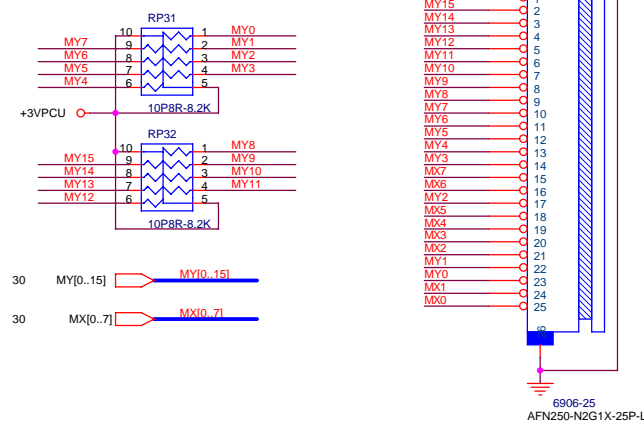 RP31
10 1 MY0
MY7 9 2 MY1
MY6 8 3 MY2
MY5 7 4 MY3
MY4 6 5
+3VPCU
10P8R-8.2K
RP32
10 1 MY8
MY15 9 2 MY9
MY14 8 3 MY10
MY13 7 4 MY11
MY12 6 5
10P8R-8.2K
30 MY[0..15] MY[0..15]
30 MX[0..7] MX[0..7]
MY15 2
MY14 3
MY13 4
MY12 5
MY11 6
MY10 7
MY9 8
MY8 9
MY7 10
MY6 11
MY5 12
MY4 13
MY3 14
MX7 15
MX6 16
MY2 17
MX5 18
MX4 19
MX3 20
MX2 21
MY1 22
MY0 23
MX1 24
MX0 25
26
6906-25
AFN250-N2G1X-25P-L